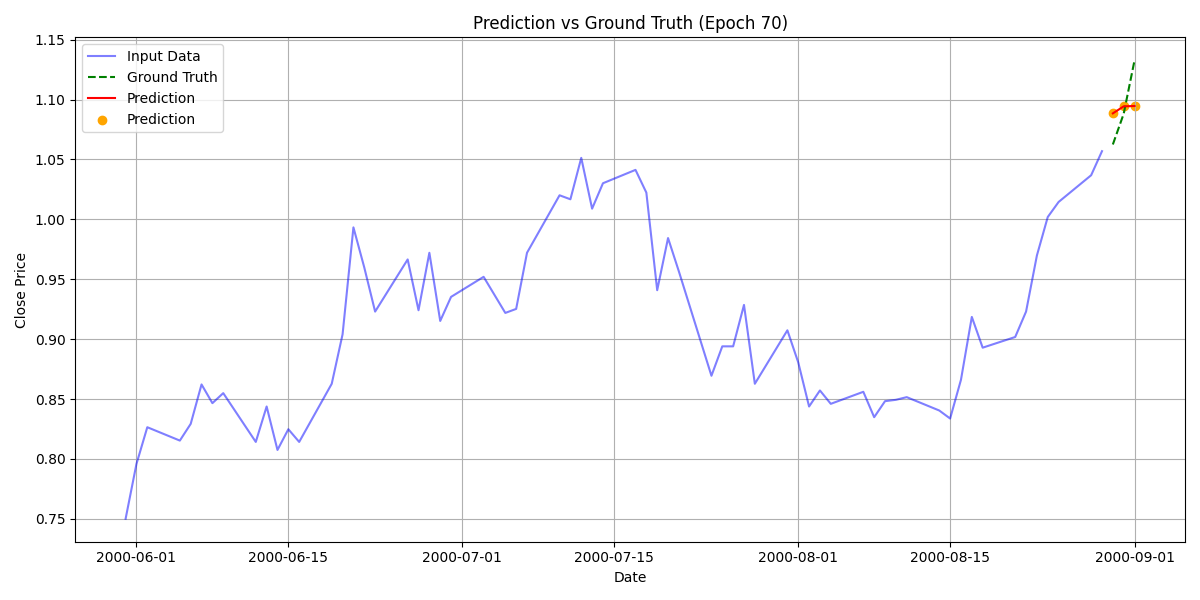 Prediction vs Ground Truth (Epoch 70)
1.15
1.10
1.05
1.00
0.95
0.90
0.85
0.80
0.75
Close Price
Input Data
Ground Truth
Prediction
Prediction
2000-06-01 2000-06-15 2000-07-01 2000-07-15 2000-08-01 2000-08-15 2000-09-01
Date